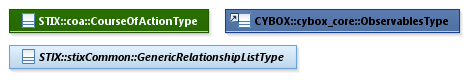 STIX::coa::CourseOfActionType
CYBOX::cybox_core::ObservablesType
STIX::stixCommon::GenericRelationshipListType